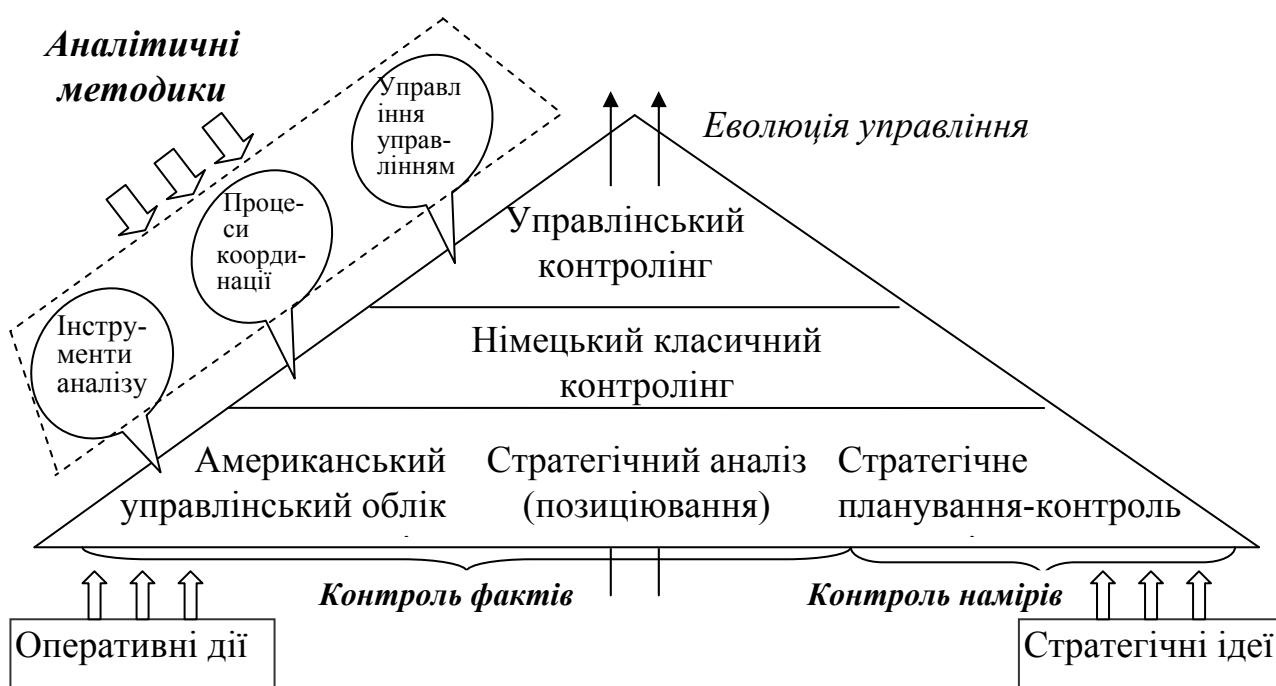 Аналітичні
методики
Управл
іння
управ-
лінням
Еволюція управління
Проце-
си
коорди-
нації
Управлінський
контролінг
Інстру-
менти
аналізу
Німецький класичний
контролінг
Американський
управлінський облік
Стратегічний аналіз
(позиціювання)
Стратегічне
планування-контроль
Контроль фактів
Контроль намірів
Оперативні дії
Стратегічні ідеї